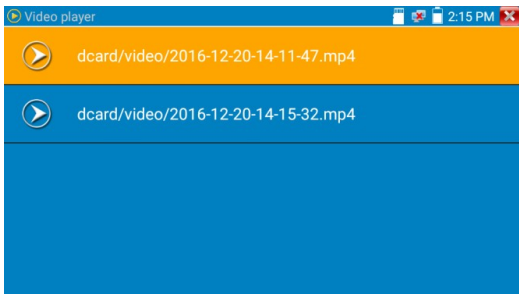 Video player
2:15 PM
dcard/video/2016-12-20-14-11-47.mp4
dcard/video/2016-12-20-14-15-32.mp4